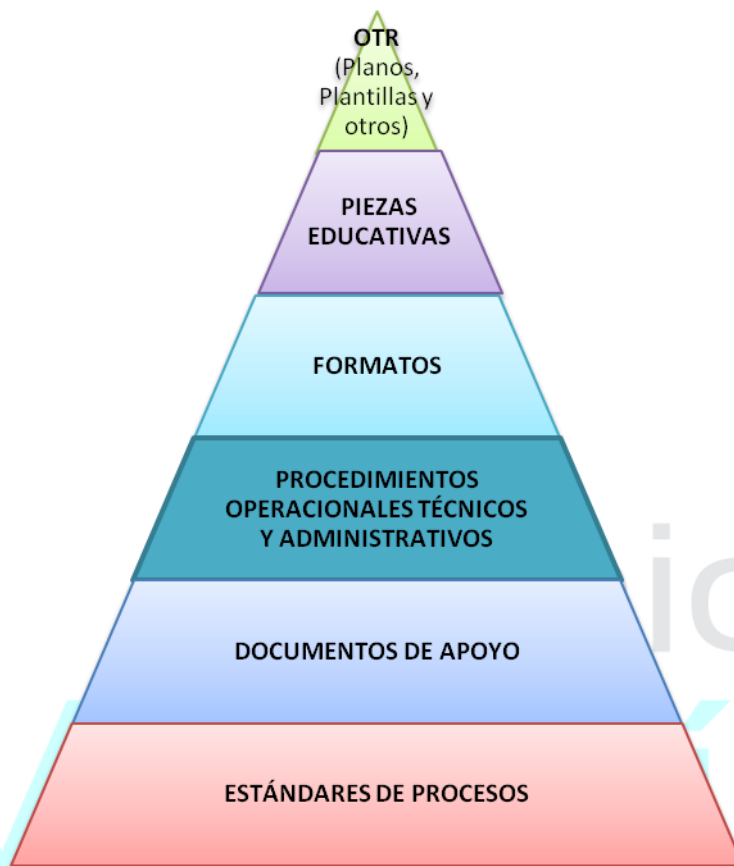 OTR
(Planos,
Plantillas y
otros)
PIEZAS
EDUCATIVAS
FORMATOS
PROCEDIMIENTOS
OPERACIONALES TÉCNICOS
Y ADMINISTRATIVOS
DOCUMENTOS DE APOYO
ESTÁNDARES DE PROCESOS